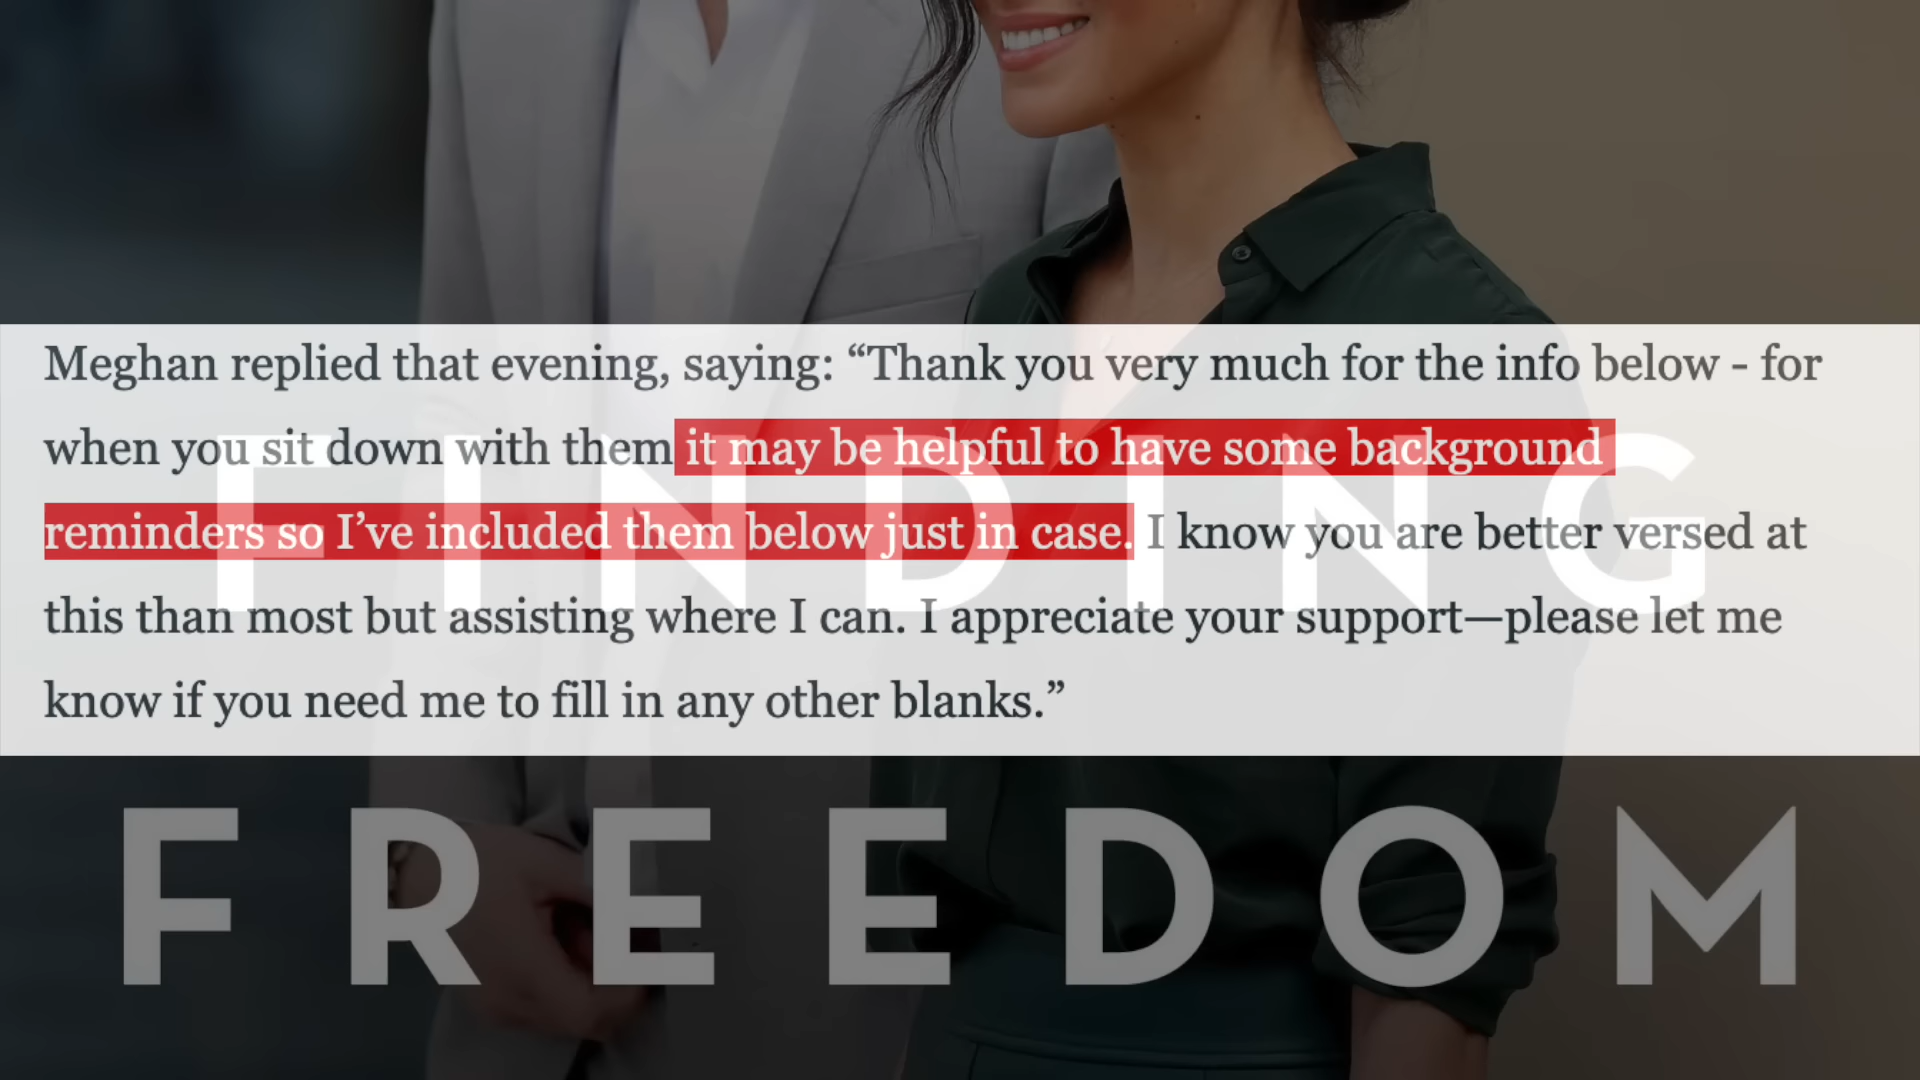 Meghan replied that evening, saying: “Thank you very much for the info below - for
when you sit down with them it may be helpful to have some background
reminders so I’ve included them below just in case. I know you are better versed at
this than most but assisting where I can. I appreciate your support—please let me
know if you need me to fill in any other blanks.”
FINDING
FREEDOM